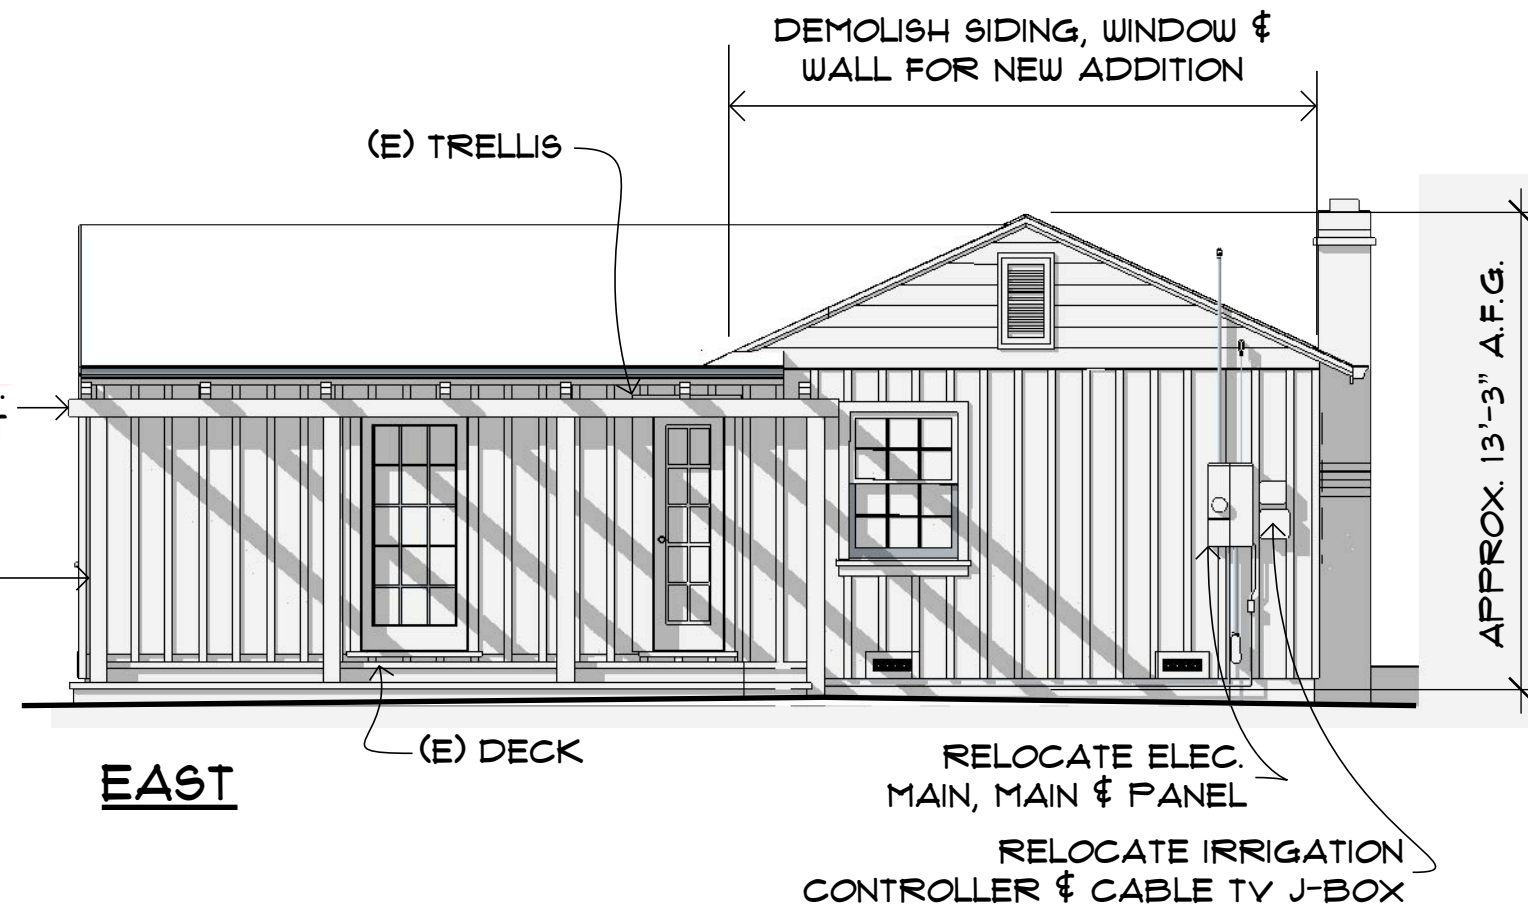 DEMOLISH SIDING, WINDOW &
WALL FOR NEW ADDITION
(E) TRELLIS
APPROX. 13'-3" A.F.G.
(E) DECK
EAST
RELOCATE ELEC.
MAIN, MAIN & PANEL
RELOCATE IRRIGATION
CONTROLLER & CABLE TV J-BOX